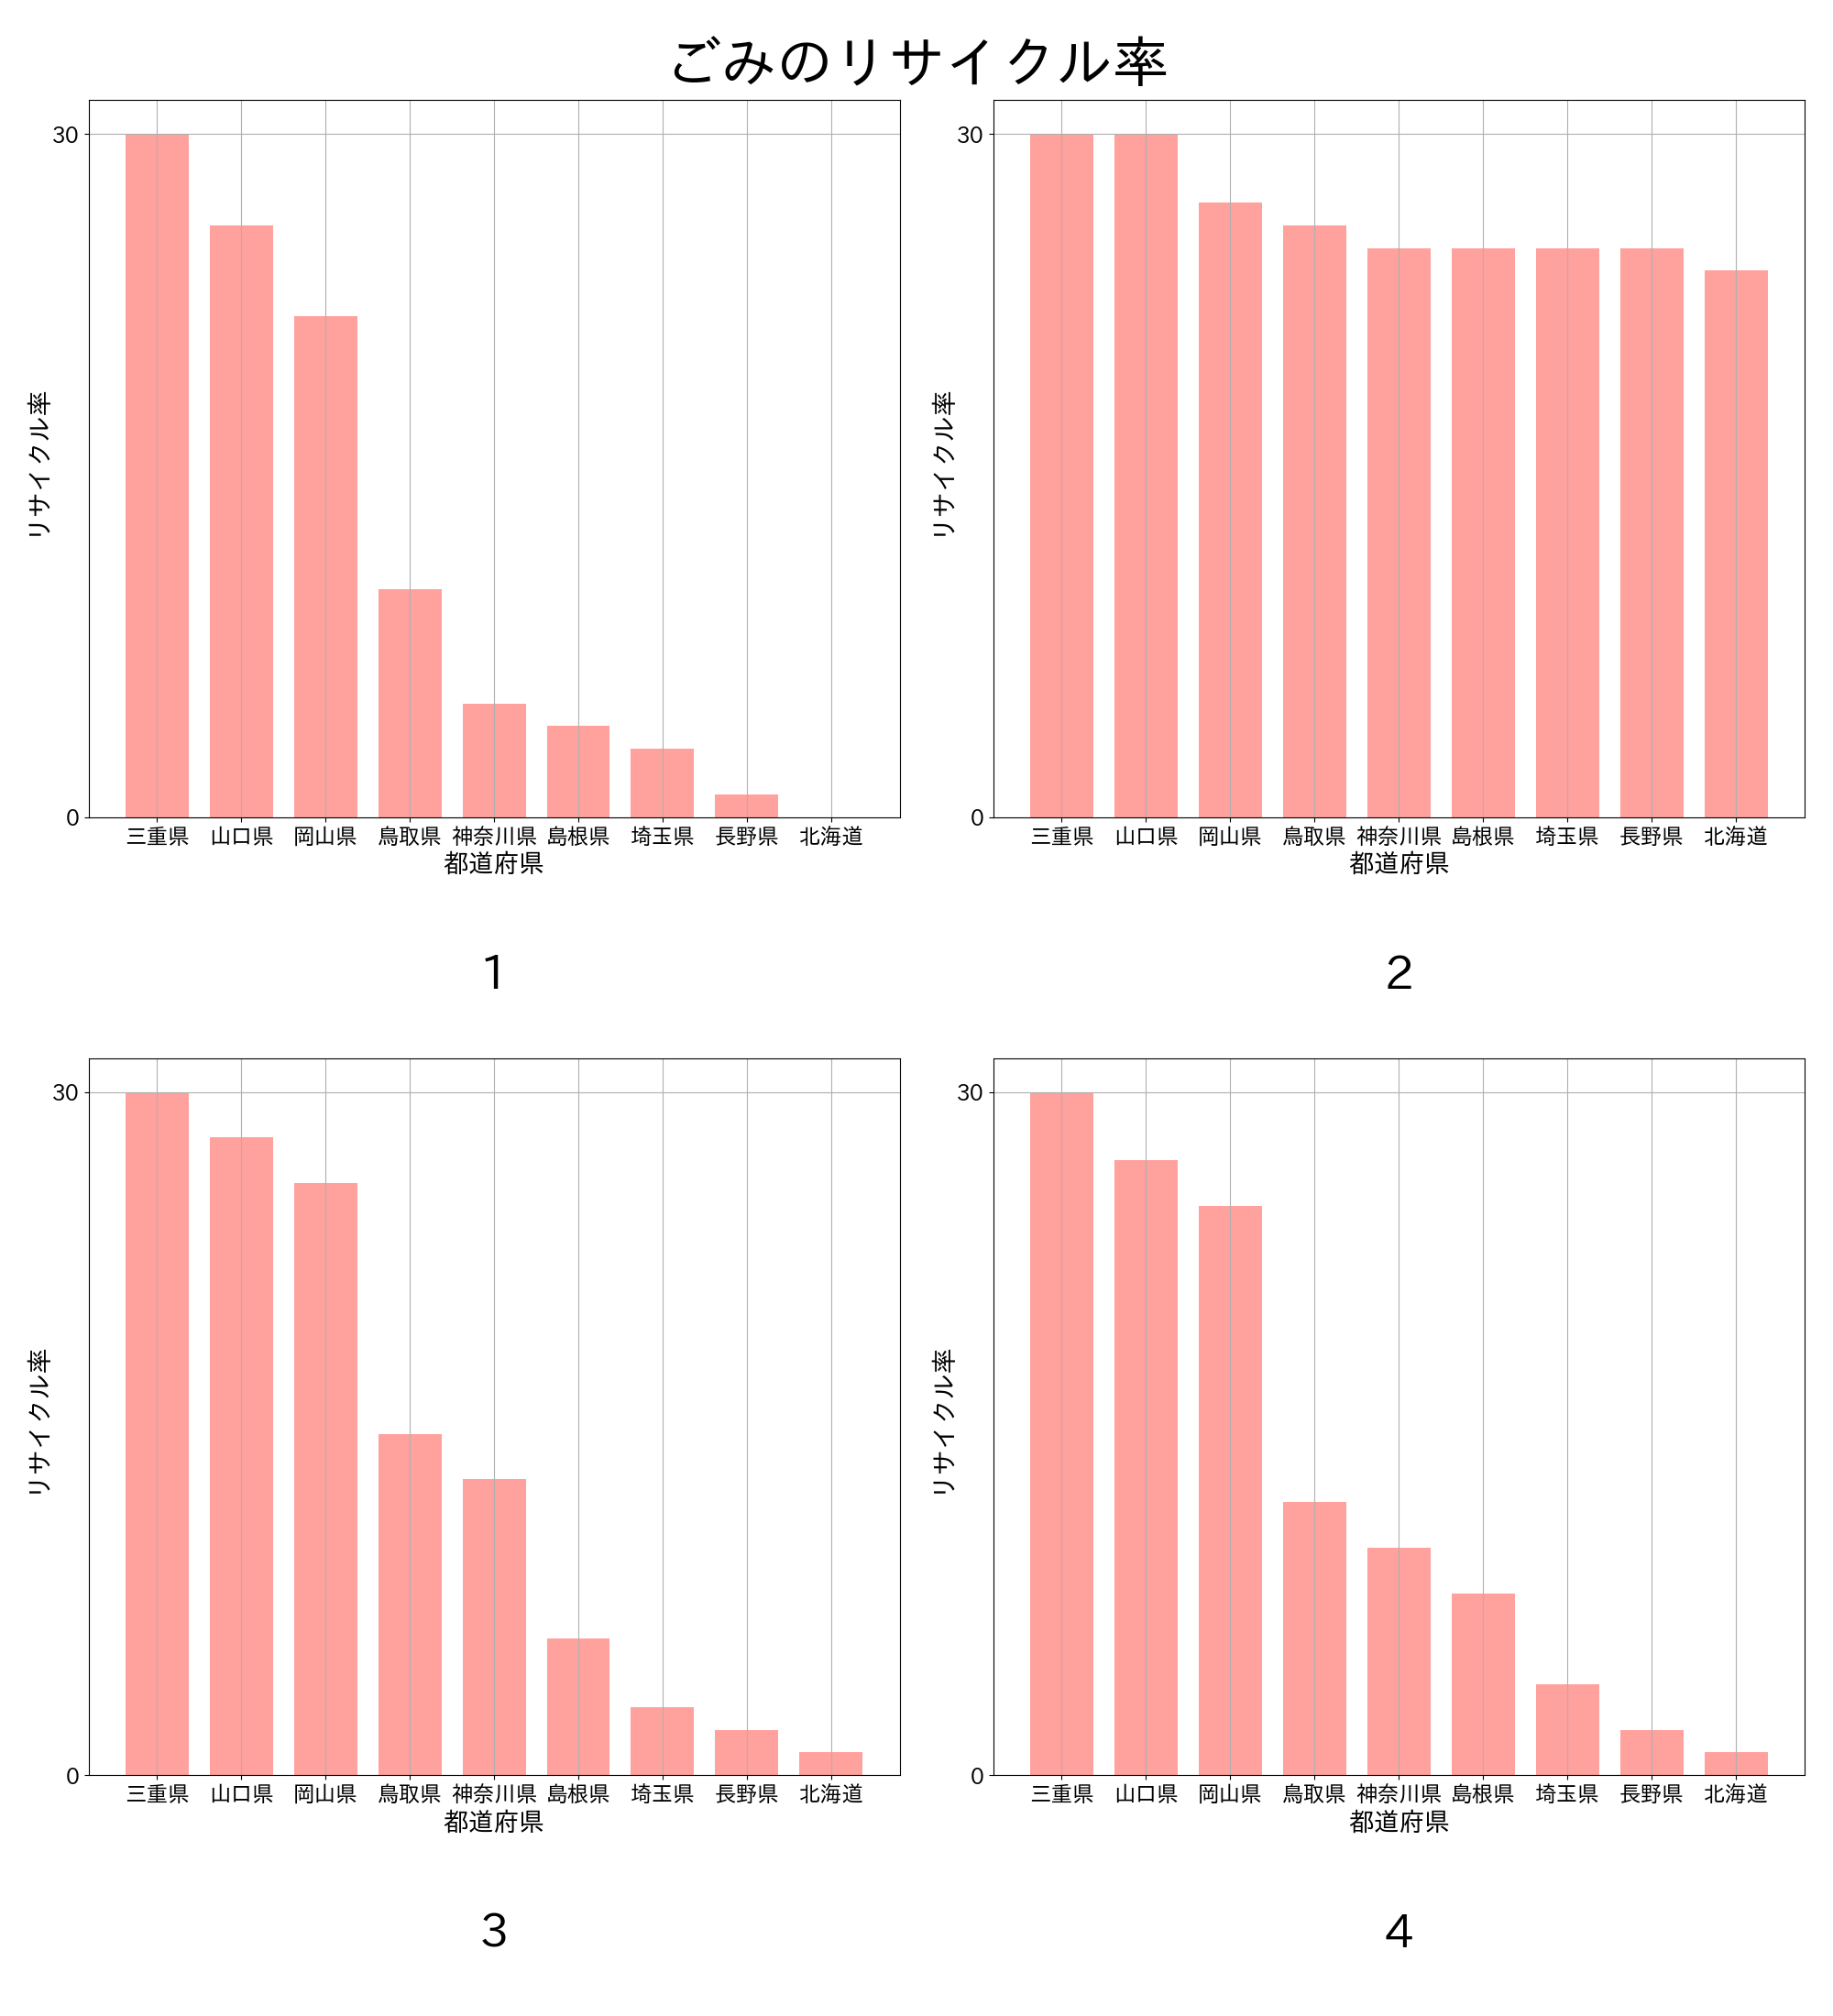 ごみのリサイクル率
30
0
リサイクル率
三重県 山口県 岡山県 鳥取県 神奈川県 島根県 埼玉県 長野県 北海道
都道府県
1
30
0
リサイクル率
三重県 山口県 岡山県 鳥取県 神奈川県 島根県 埼玉県 長野県 北海道
都道府県
2
30
0
リサイクル率
三重県 山口県 岡山県 鳥取県 神奈川県 島根県 埼玉県 長野県 北海道
都道府県
3
30
0
リサイクル率
三重県 山口県 岡山県 鳥取県 神奈川県 島根県 埼玉県 長野県 北海道
都道府県
4